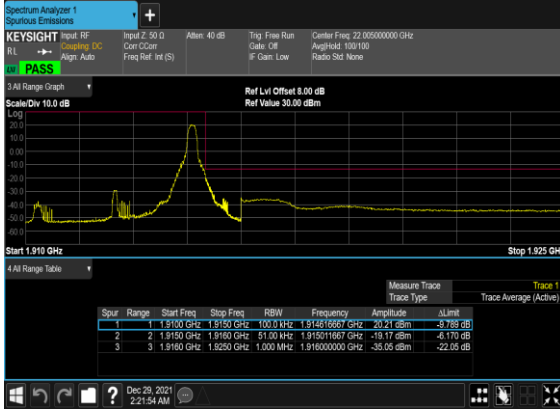 Spectrum Analyzer 1
Spurious Emissions
+
KEYSIGHT Input: RF Input Z: 50 Ω Atten: 40 dB Trig: Free Run Center Freq: 22.005000000 GHz
Coupling: DC Corr CCorr Gate: Off Avg|Hold: 100/100
RL Align: Auto Freq Ref: Int (S) IF Gain: Low Radio Std: None
PASS
3 All Range Graph
Ref Lvl Offset 8.00 dB
Scale/Div 10.0 dB Ref Value 30.00 dBm
Log
20.0
10.0
0.00
-10.0
-20.0
-30.0
-40.0
-50.0
-60.0
Start 1.910 GHz Stop 1.925 GH
4 All Range Table
Measure Trace Trace 1
Trace Type Trace Average (Active)
Spur Range Start Freq Stop Freq RBW Frequency Amplitude ΔLimit
1 1 1.9100 GHz 1.9150 GHz 100.0 kHz 1.914616667 GHz 20.21 dBm -9.789 dB
2 2 1.9150 GHz 1.9160 GHz 51.00 kHz 1.915011667 GHz -19.17 dBm -6.170 dB
3 3 1.9160 GHz 1.9250 GHz 1.000 MHz 1.916000000 GHz -35.05 dBm -22.05 dB
?
Dec 29, 2021
2:21:54 AM